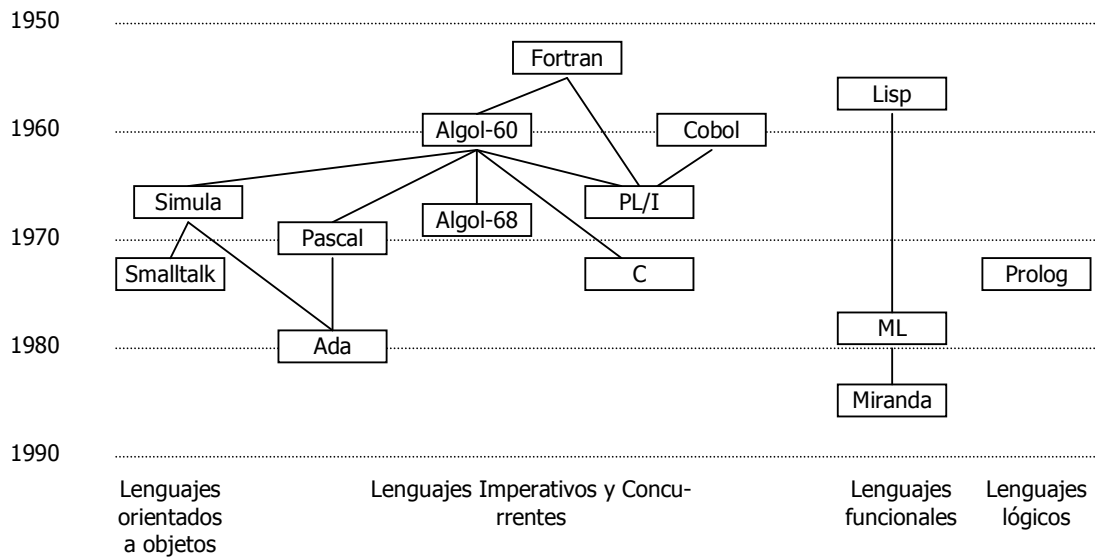 1950
Fortran
Lisp
1960
Algol-60
Cobol
Simula
PL/I
Algol-68
Pascal
1970
Smalltalk
C
Prolog
ML
1980
Ada
Miranda
1990
Lenguajes
orientados
a objetos
Lenguajes Imperativos y Concu-
rrentes
Lenguajes
funcionales
Lenguajes
lógicos